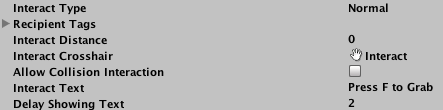 Interact Type Normal
Recipient Tags
Interact Distance 0
Interact Crosshair Interact
Allow Collision Interaction
Interact Text Press F to Grab
Delay Showing Text 2